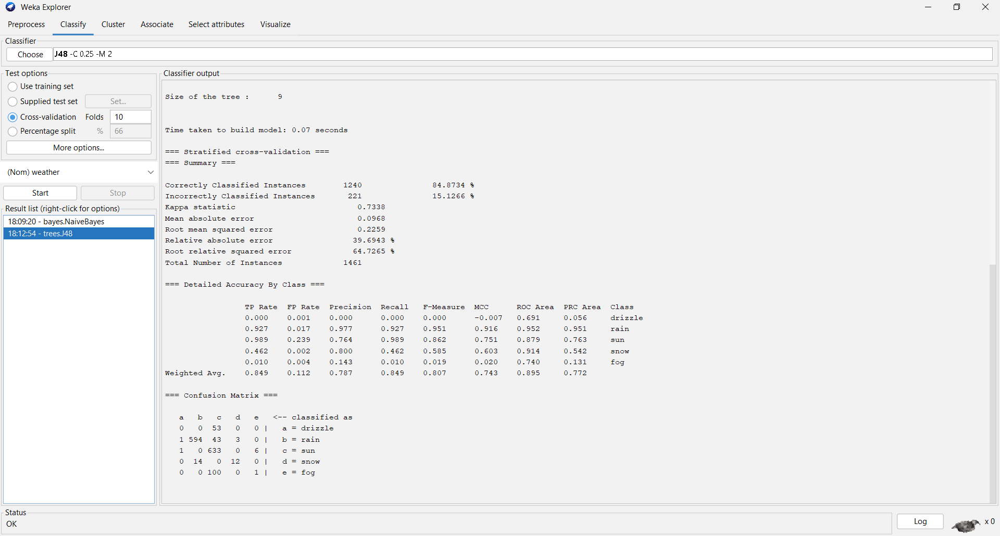 Weka Explorer
Preprocess Classify Cluster Associate Select attributes Visualize
Classifier
Choose J48 -C 0.25 -M 2
Test options
Use training set
Supplied test set Set...
Cross-validation Folds 10
Percentage split % 66
More options...
(Nom) weather
Start Stop
Result list (right-click for options)
18:09:20 - bayes.NaiveBayes
18:12:54 - trees.J48
Classifier output
Size of the tree : 9
Time taken to build model: 0.07 seconds
=== Stratified cross-validation ===
=== Summary ===
Correctly Classified Instances 1240 84.8734 %
Incorrectly Classified Instances 221 15.1266 %
Kappa statistic 0.7338
Mean absolute error 0.0968
Root mean squared error 0.2259
Relative absolute error 39.6943 %
Root relative squared error 64.7265 %
Total Number of Instances 1461
=== Detailed Accuracy By Class ===
TP Rate FP Rate Precision Recall F-Measure MCC ROC Area PRC Area Class
0.000 0.001 0.000 0.000 0.000 -0.007 0.691 0.056 drizzle
0.927 0.017 0.977 0.927 0.951 0.916 0.952 0.951 rain
0.989 0.239 0.764 0.989 0.862 0.751 0.879 0.763 sun
0.462 0.002 0.800 0.462 0.585 0.603 0.914 0.542 snow
0.010 0.004 0.143 0.010 0.019 0.020 0.740 0.131 fog
Weighted Avg. 0.849 0.112 0.787 0.849 0.807 0.743 0.895 0.772
=== Confusion Matrix ===
a b c d e <-- classified as
0 0 53 0 0 | a = drizzle
1 594 43 3 0 | b = rain
1 0 633 0 6 | c = sun
0 14 0 12 0 | d = snow
0 0 100 0 1 | e = fog
Status
OK
Log x 0